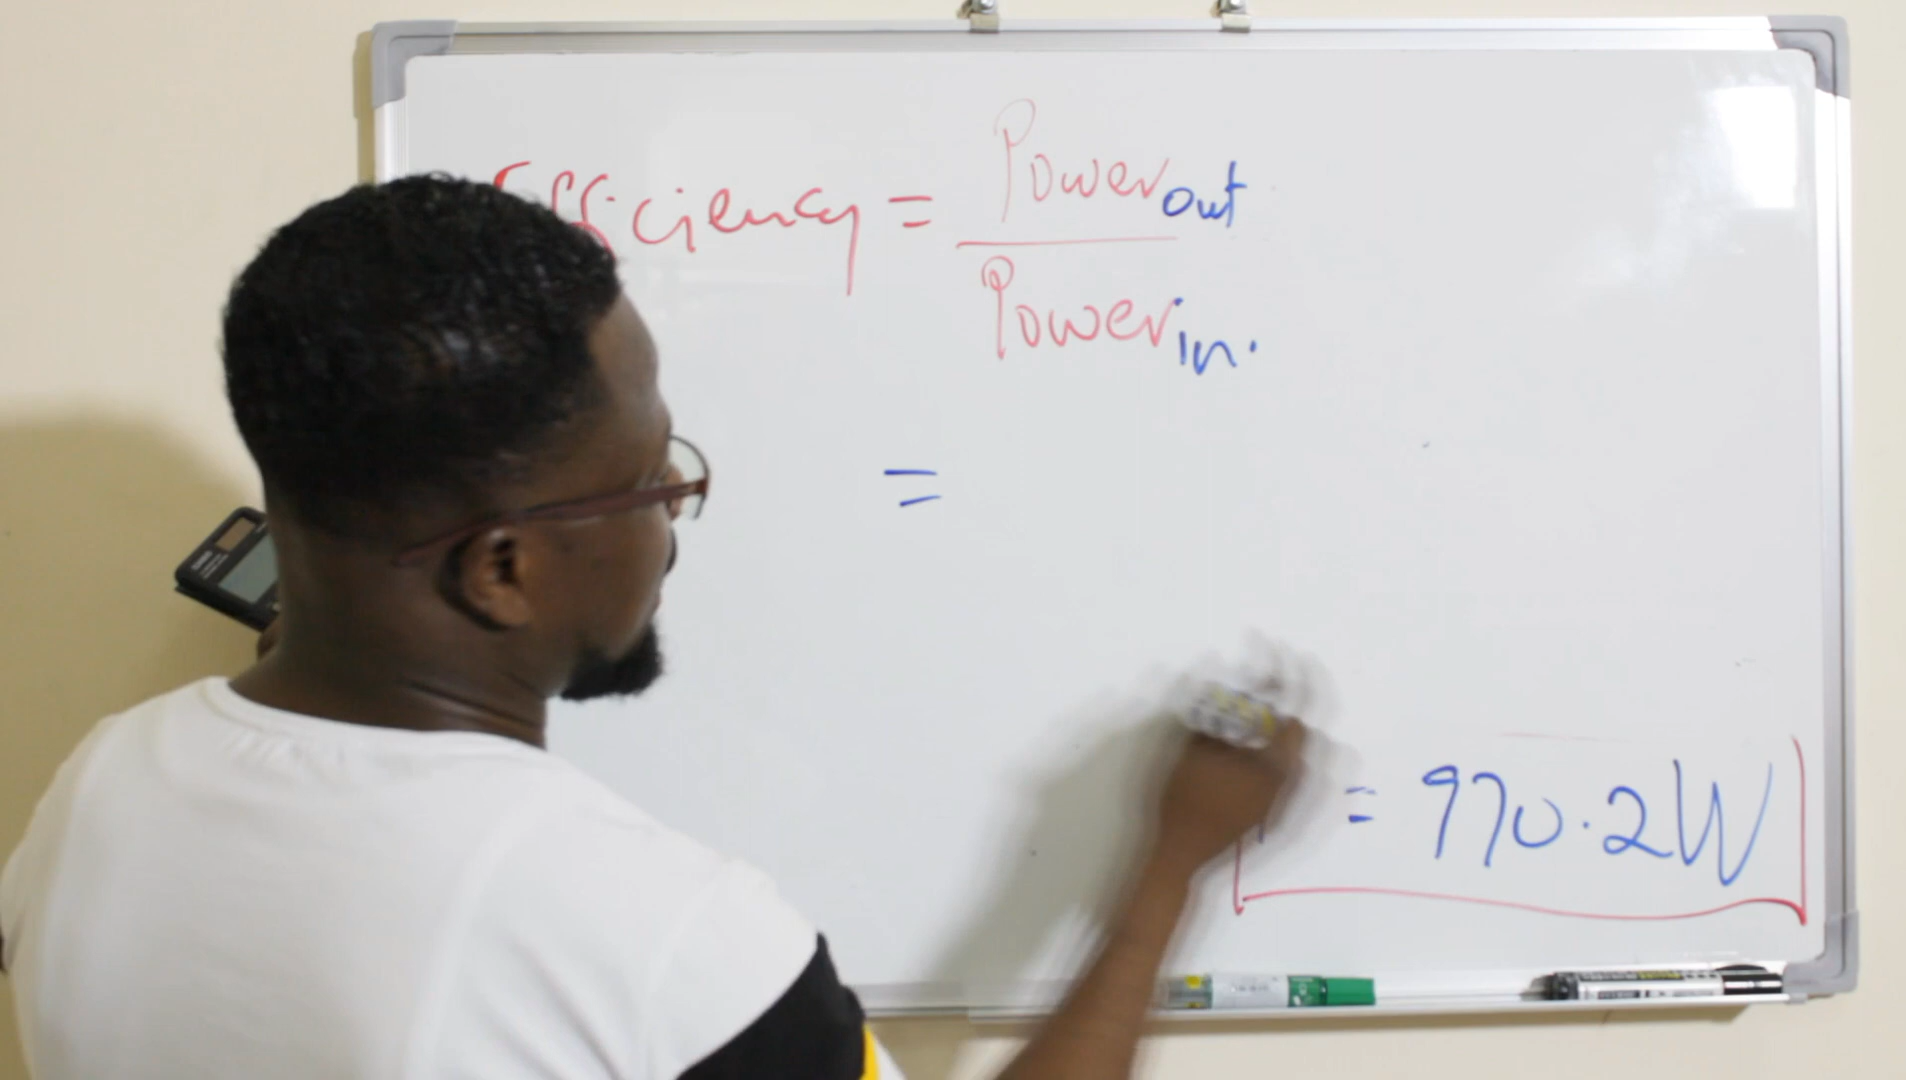 Efficiency = Power out
Power in.
=
= 970.2W